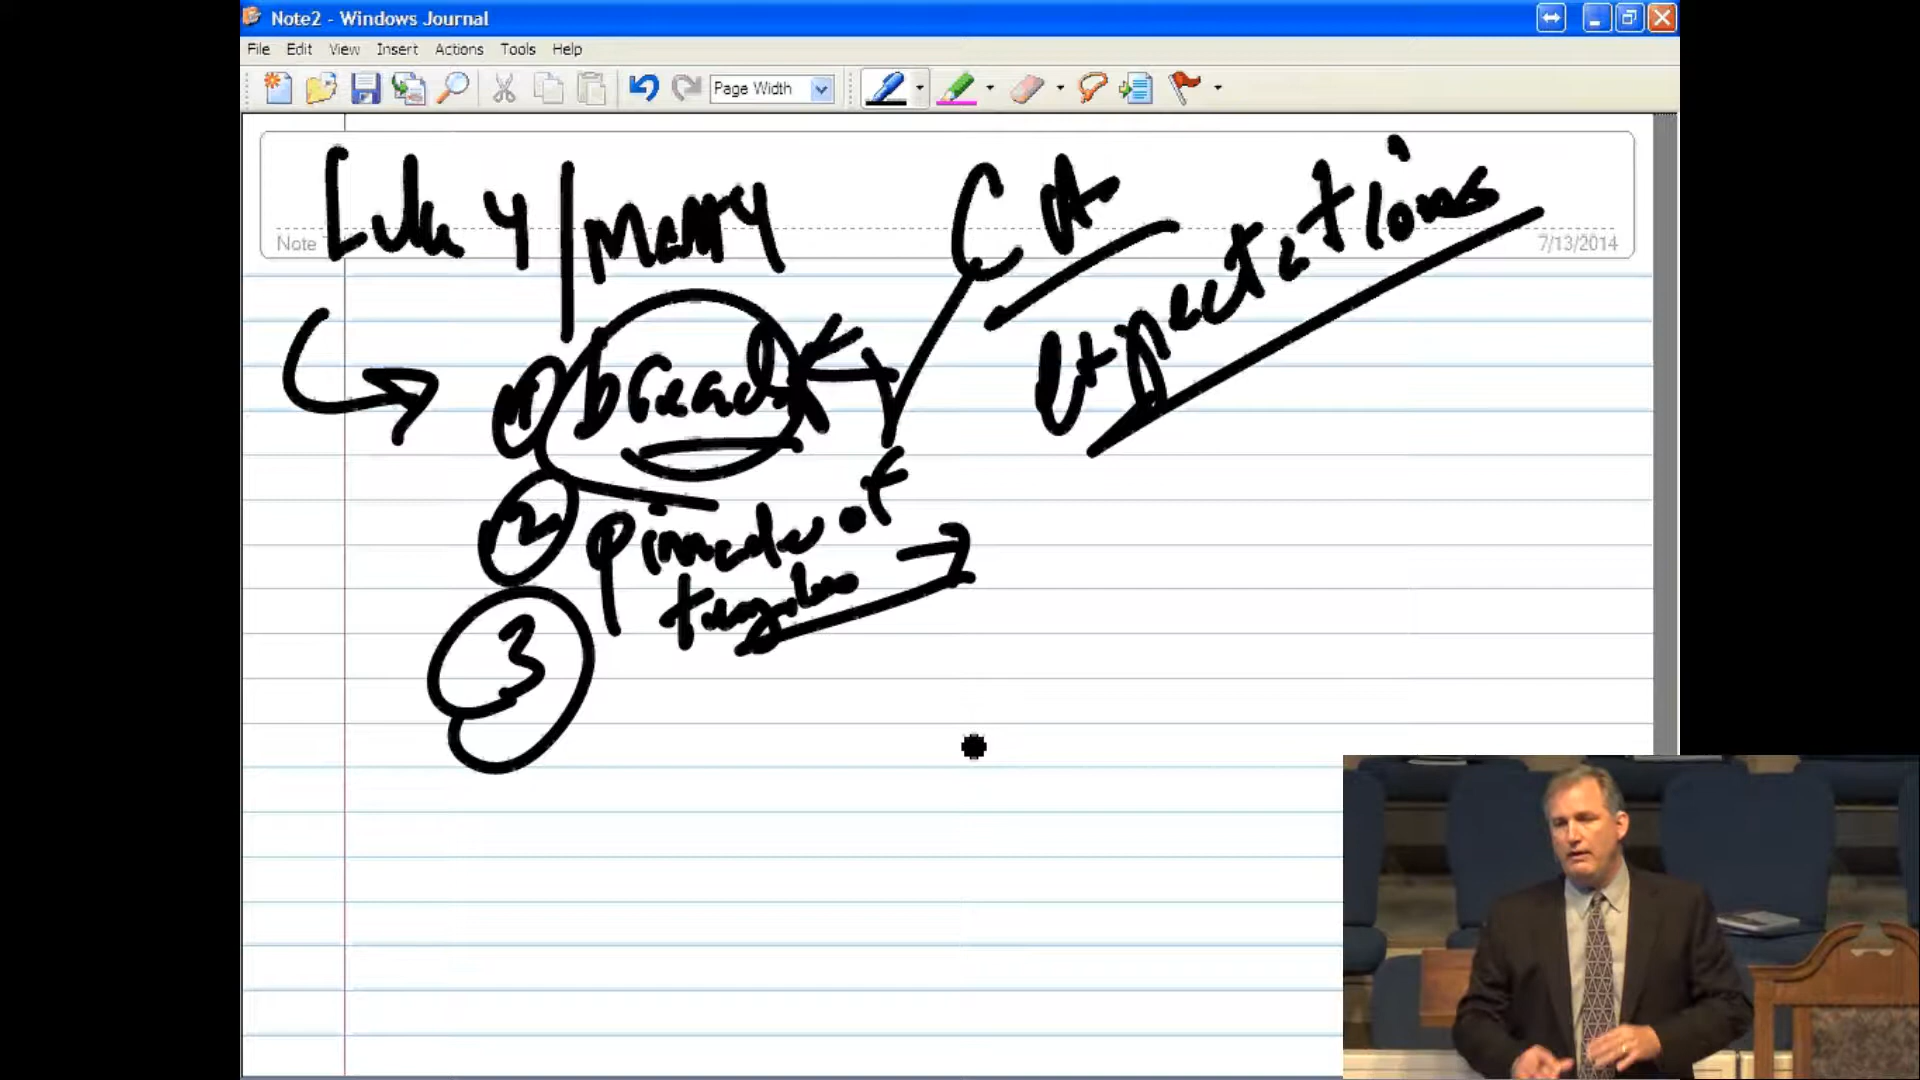 Note2 - Windows Journal
File Edit View Insert Actions Tools Help
Page Width
Luke 4
Note
7/13/2014
expectations
1 bread
2 pinnacle of
temple
3